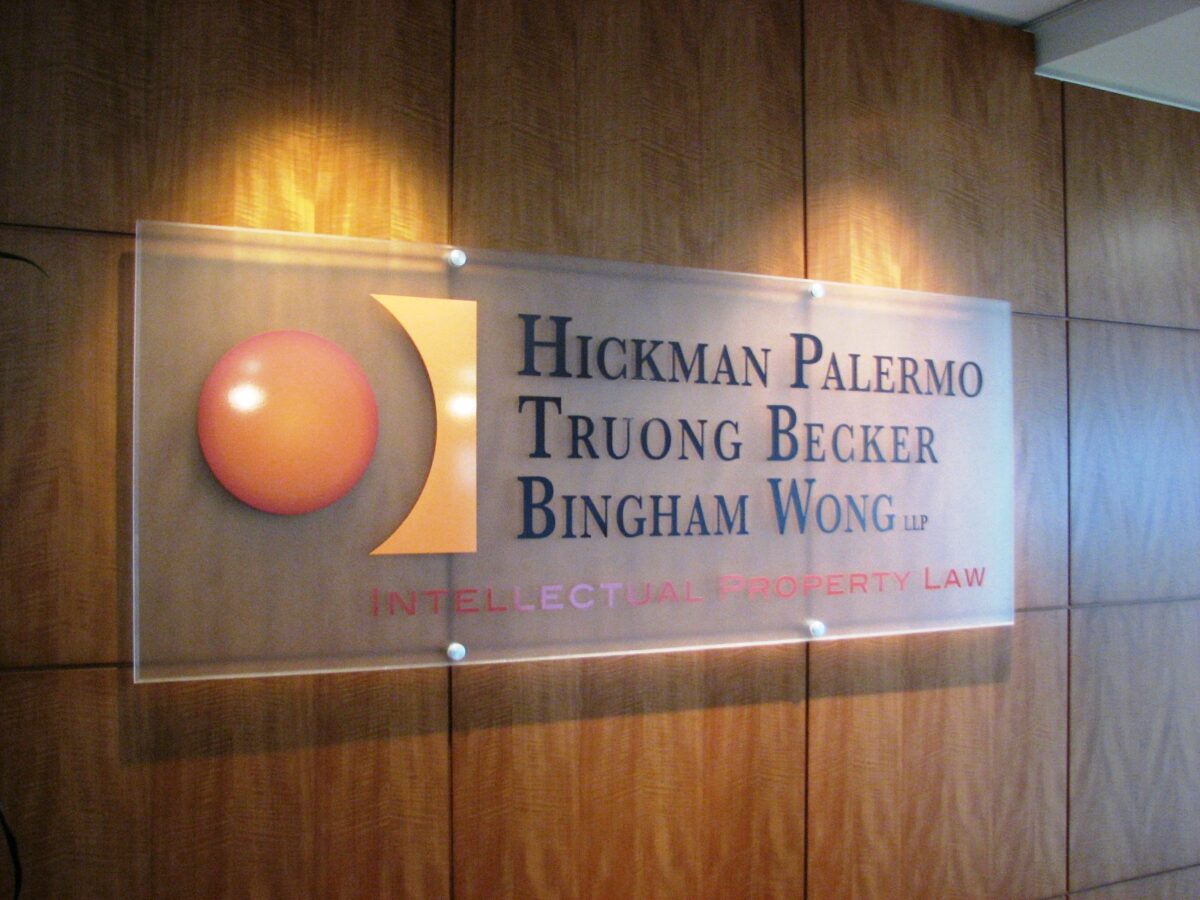 Hickman Palermo
Truong Becker
Bingham Wong LLP
Intellectual Property Law